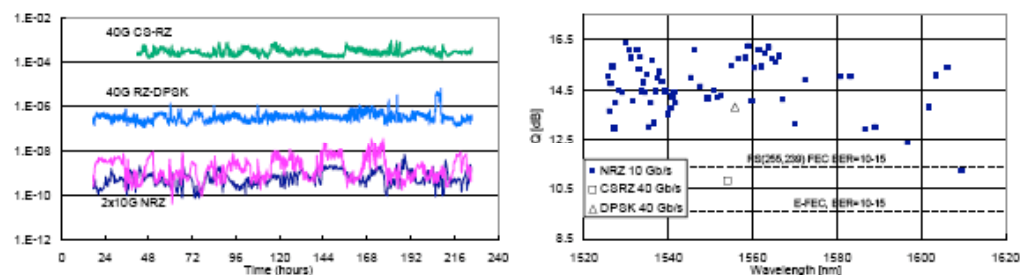 1.E-02
1.E-04
1.E-06
1.E-08
1.E-10
1.E-12
40G CS-RZ
40G RZ-DPSK
2x10G NRZ
0 24 48 72 96 120 144 168 192 216 240
Time (hours)
Q [dB]
16.5
14.5
12.5
10.5
8.5
RS(255,239) FEC BER=10-15
NRZ 10 Gb/s
CSRZ 40 Gb/s
DPSK 40 Gb/s
E-FEC, BER=10-15
1520 1540 1560 1580 1600 1620
Wavelength [nm]